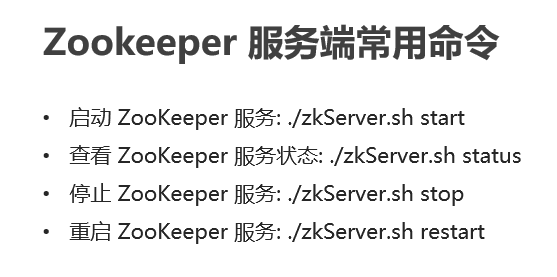 Zookeeper 服务端常用命令
• 启动 ZooKeeper 服务: ./zkServer.sh start
• 查看 ZooKeeper 服务状态: ./zkServer.sh status
• 停止 ZooKeeper 服务: ./zkServer.sh stop
• 重启 ZooKeeper 服务: ./zkServer.sh restart